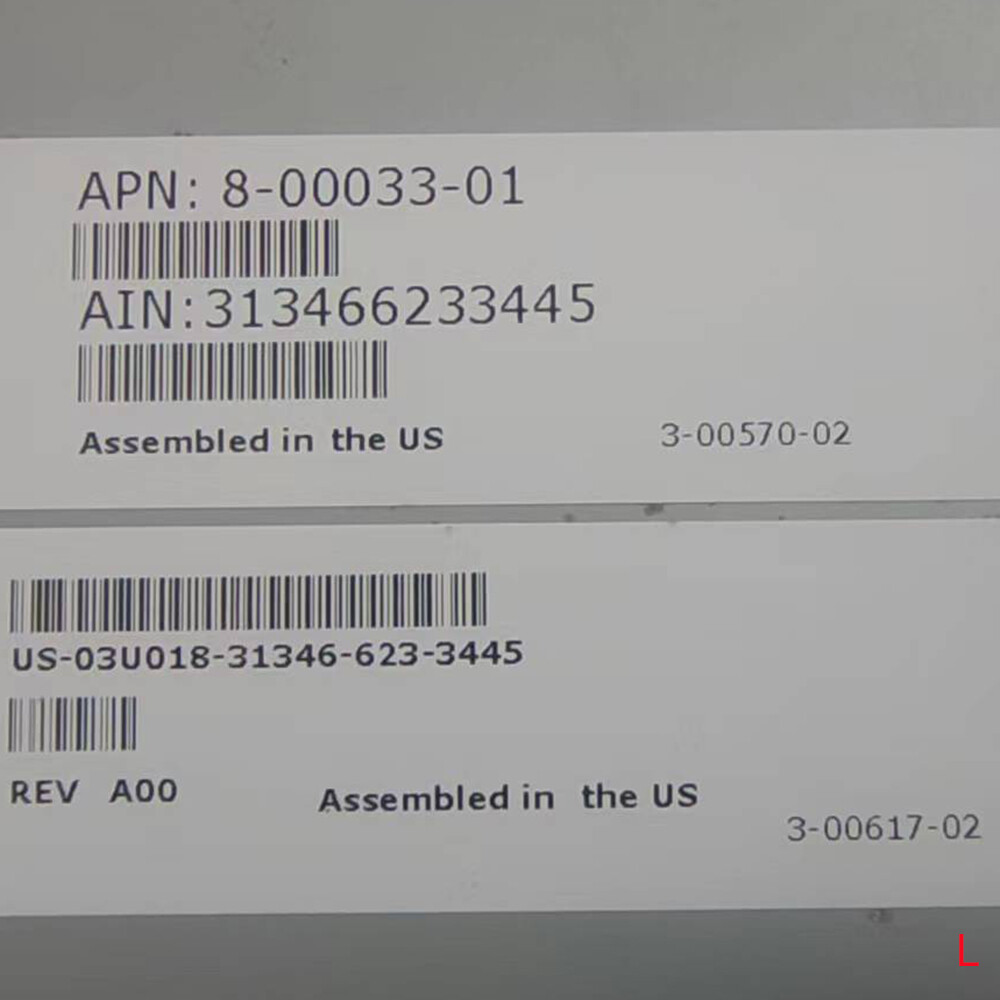 APN: 8-00033-01
AIN:313466233445
Assembled in the US 3-00570-02
US-03U018-31346-623-3445
REV A00
Assembled in the US
3-00617-02
L